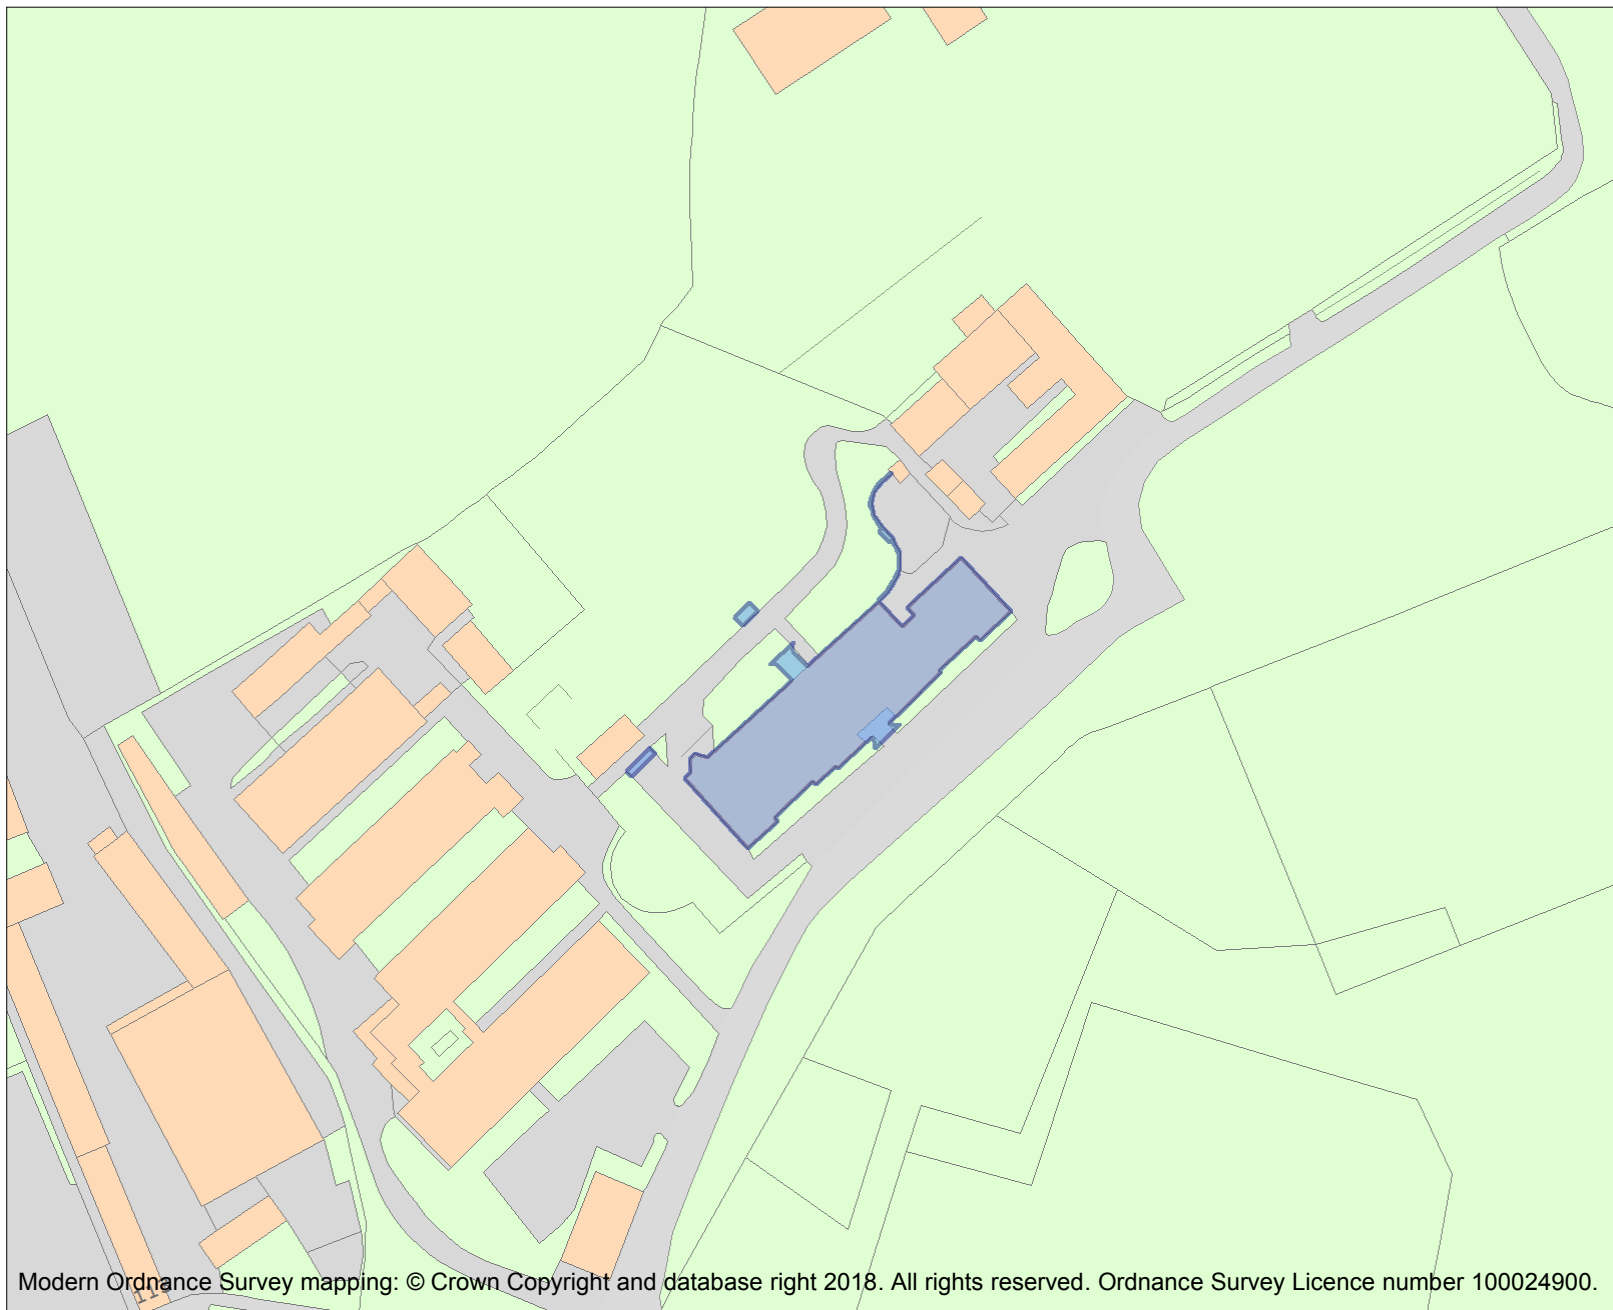 Modern Ordnance Survey mapping: © Crown Copyright and database right 2018. All rights reserved. Ordnance Survey Licence number 100024900.